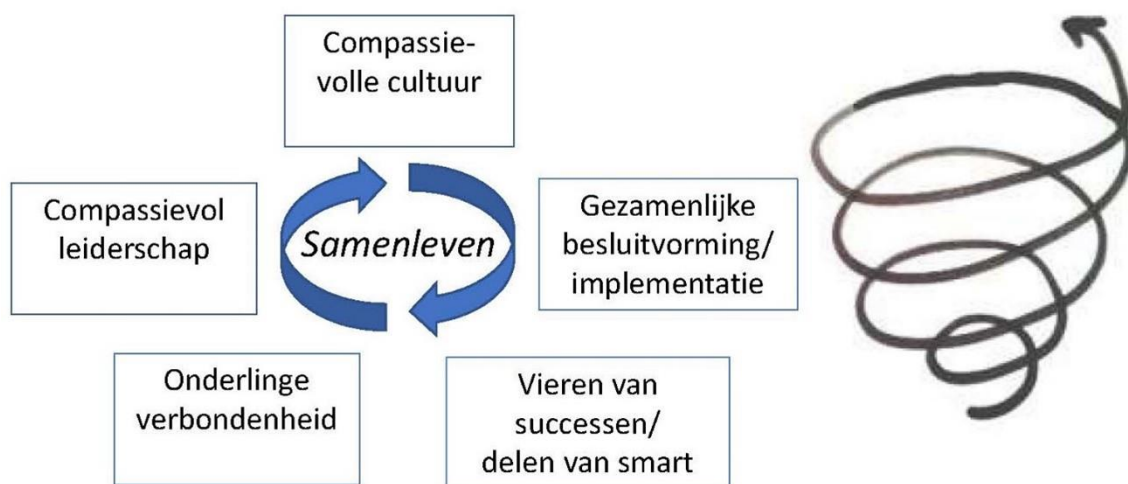 Compassie-
volle cultuur
Compassievol
leiderschap
Samenleven
Gezamenlijke
besluitvorming/
implementatie
Onderlinge
verbondenheid
Vieren van
successen/
delen van smart